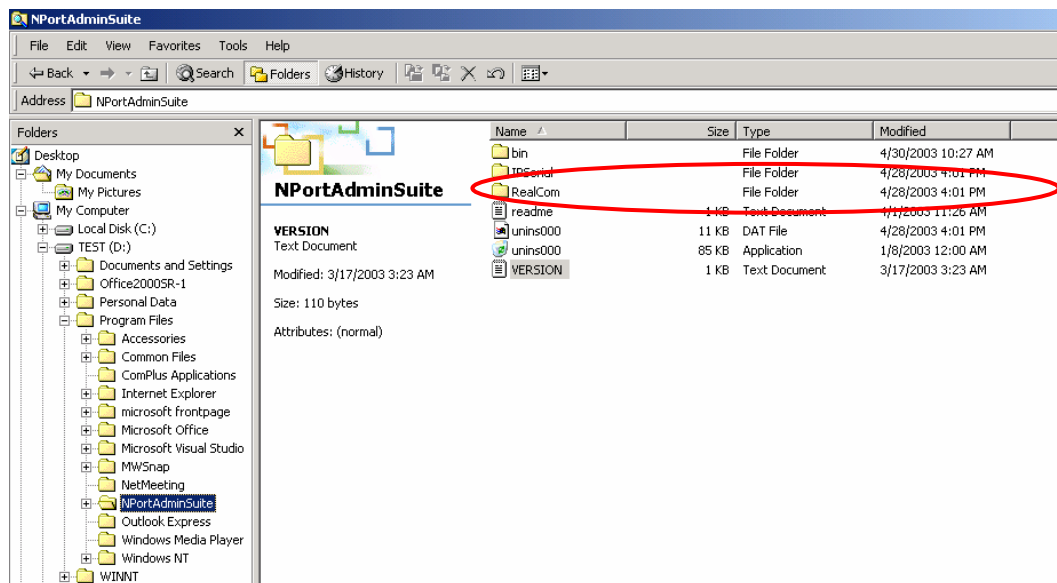 NPortAdminSuite
File Edit View Favorites Tools Help
Back Search Folders History
Address NPortAdminSuite
Folders
Desktop
My Documents
My Pictures
My Computer
Local Disk (C:)
TEST (D:)
Documents and Settings
Office2000SR-1
Personal Data
Program Files
Accessories
Common Files
ComPlus Applications
Internet Explorer
microsoft frontpage
Microsoft Office
Microsoft Visual Studio
MWSnap
NetMeeting
NPortAdminSuite
Outlook Express
Windows Media Player
Windows NT
WINNT
NPortAdminSuite
VERSION
Text Document
Modified: 3/17/2003 3:23 AM
Size: 110 bytes
Attributes: (normal)
Name Size Type Modified
bin File Folder 4/30/2003 10:27 AM
IPSerial File Folder 4/28/2003 4:01 PM
RealCom File Folder 4/28/2003 4:01 PM
readme 1 KB Text Document 4/1/2003 11:26 AM
unins000 11 KB DAT File 4/28/2003 4:01 PM
unins000 85 KB Application 1/8/2003 12:00 AM
VERSION 1 KB Text Document 3/17/2003 3:23 AM